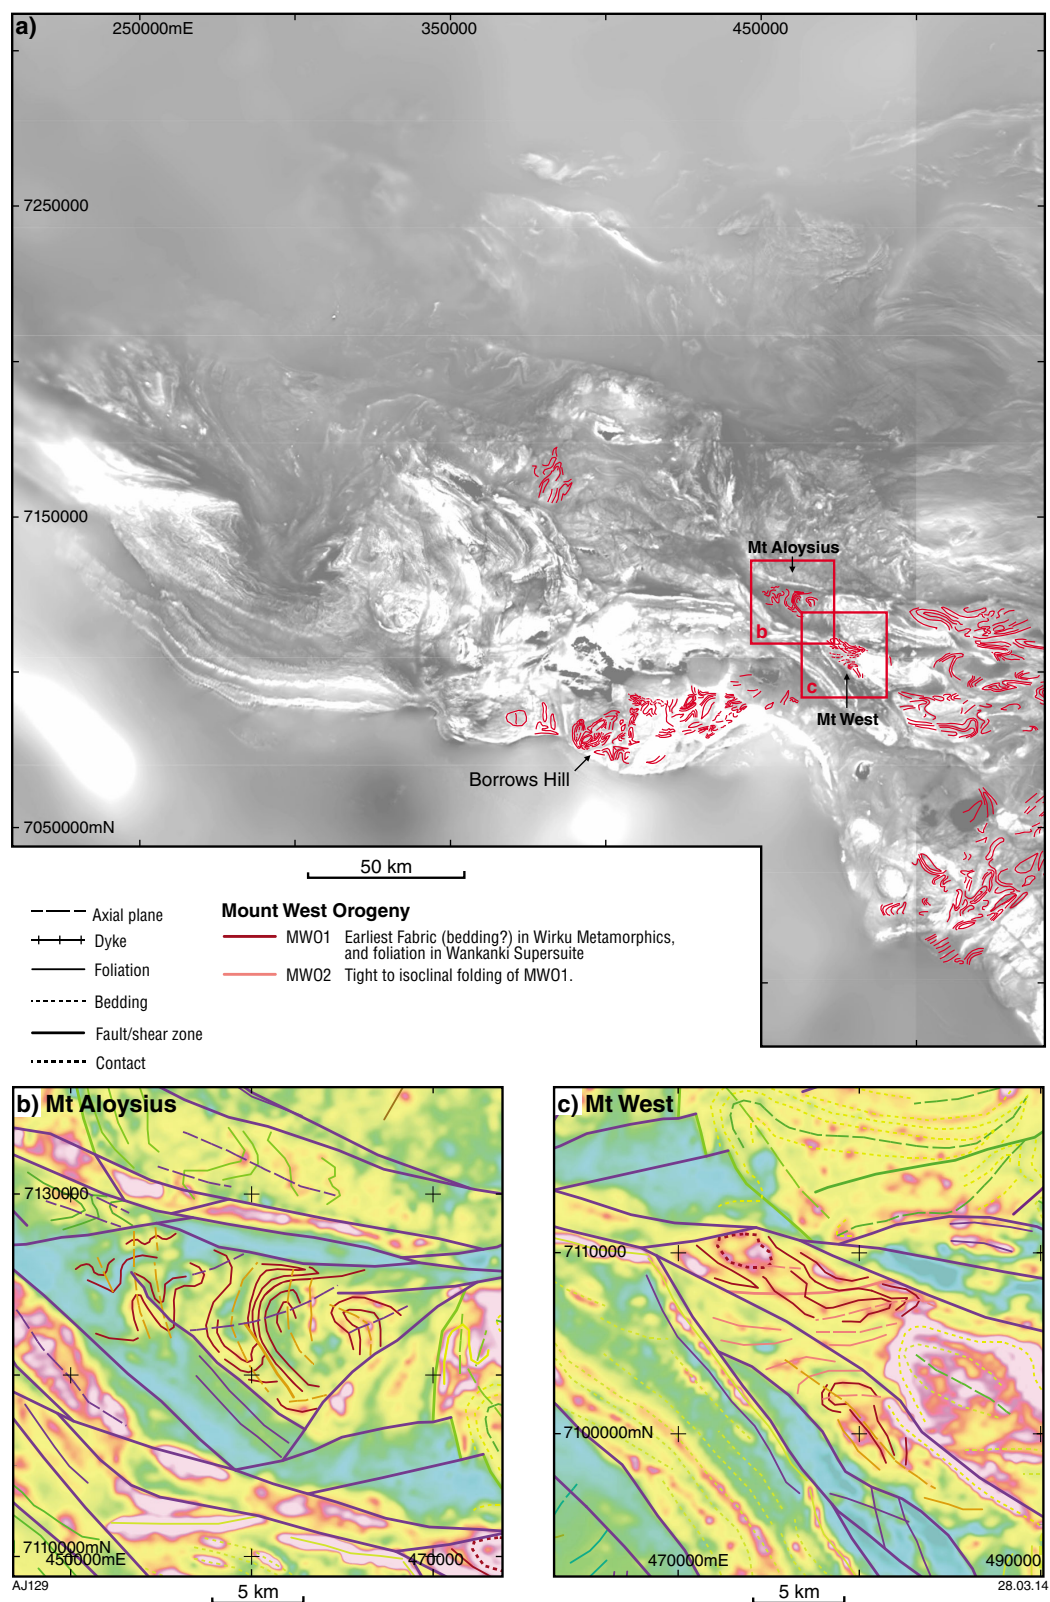 a)
250000mE
350000
450000
7250000
7150000
Mt Aloysius
b
c
Mt West
Borrows Hill
7050000mN
50 km
Axial plane
Dyke
Foliation
Bedding
Fault/shear zone
Contact
Mount West Orogeny
MWO1 Earliest Fabric (bedding?) in Wirku Metamorphics,
and foliation in Wankanki Supersuite
MWO2 Tight to isoclinal folding of MWO1.
b) Mt Aloysius
7130000
7110000mN
450000mE
470000
5 km
c) Mt West
7110000
7100000mN
470000mE
490000
5 km
AJ129
28.03.14